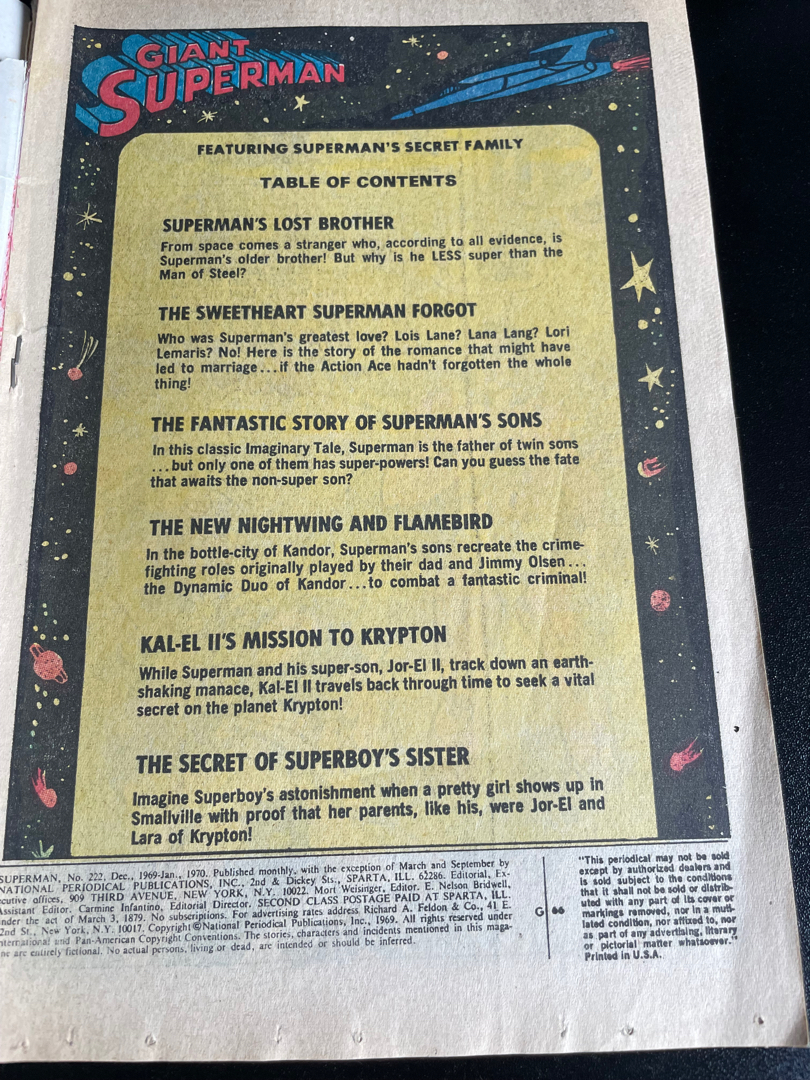 GIANT
SUPERMAN
FEATURING SUPERMAN'S SECRET FAMILY
TABLE OF CONTENTS
SUPERMAN'S LOST BROTHER
From space comes a stranger who, according to all evidence, is
Superman's older brother! But why is he LESS super than the
Man of Steel?
THE SWEETHEART SUPERMAN FORGOT
Who was Superman's greatest love? Lois Lane? Lana Lang? Lori
Lemaris? No! Here is the story of the romance that might have
led to marriage...if the Action Ace hadn't forgotten the whole
thing!
THE FANTASTIC STORY OF SUPERMAN'S SONS
In this classic Imaginary Tale, Superman is the father of twin sons
...but only one of them has super-powers! Can you guess the fate
that awaits the non-super son?
THE NEW NIGHTWING AND FLAMEBIRD
In the bottle-city of Kandor, Superman's sons recreate the crime-
fighting roles originally played by their dad and Jimmy Olsen...
the Dynamic Duo of Kandor...to combat a fantastic criminal!
KAL-EL II'S MISSION TO KRYPTON
While Superman and his super-son, Jor-El II, track down an earth-
shaking manace, Kal-El II travels back through time to seek a vital
secret on the planet Krypton!
THE SECRET OF SUPERBOY'S SISTER
Imagine Superboy's astonishment when a pretty girl shows up in
Smallville with proof that her parents, like his, were Jor-El and
Lara of Krypton!
SUPERMAN, No. 222, Dec., 1969-Jan., 1970. Published monthly, with the exception of March and September by
NATIONAL PERIODICAL PUBLICATIONS, INC., 2nd & Dickey Sts., SPARTA, ILL. 62286. Editorial, Ex-
ecutive offices, 909 THIRD AVENUE, NEW YORK, N.Y. 10022. Mort Weisinger, Editor. E. Nelson Bridwell,
Assistant Editor. Carmine Infantino, Editorial Director. SECOND CLASS POSTAGE PAID AT SPARTA, ILL.
under the act of March 3, 1879. No subscriptions. For advertising rates address Richard A. Feldon & Co., 41 E.
42nd St., New York, N.Y. 10017. Copyright © National Periodical Publications, Inc., 1969. All rights reserved under
International and Pan-American Copyright Conventions. The stories, characters and incidents mentioned in this maga-
ine are entirely fictional. No actual persons, living or dead, are intended or should be inferred.
G 66
"This periodical may not be sold
except by authorized dealers and
is sold subject to the conditions
that it shall not be sold or distrib-
uted with any part of its cover or
markings removed, nor in a muti-
lated condition, nor affixed to, nor
as part of any advertising, literary
or pictorial matter whatsoever."
Printed in U.S.A.